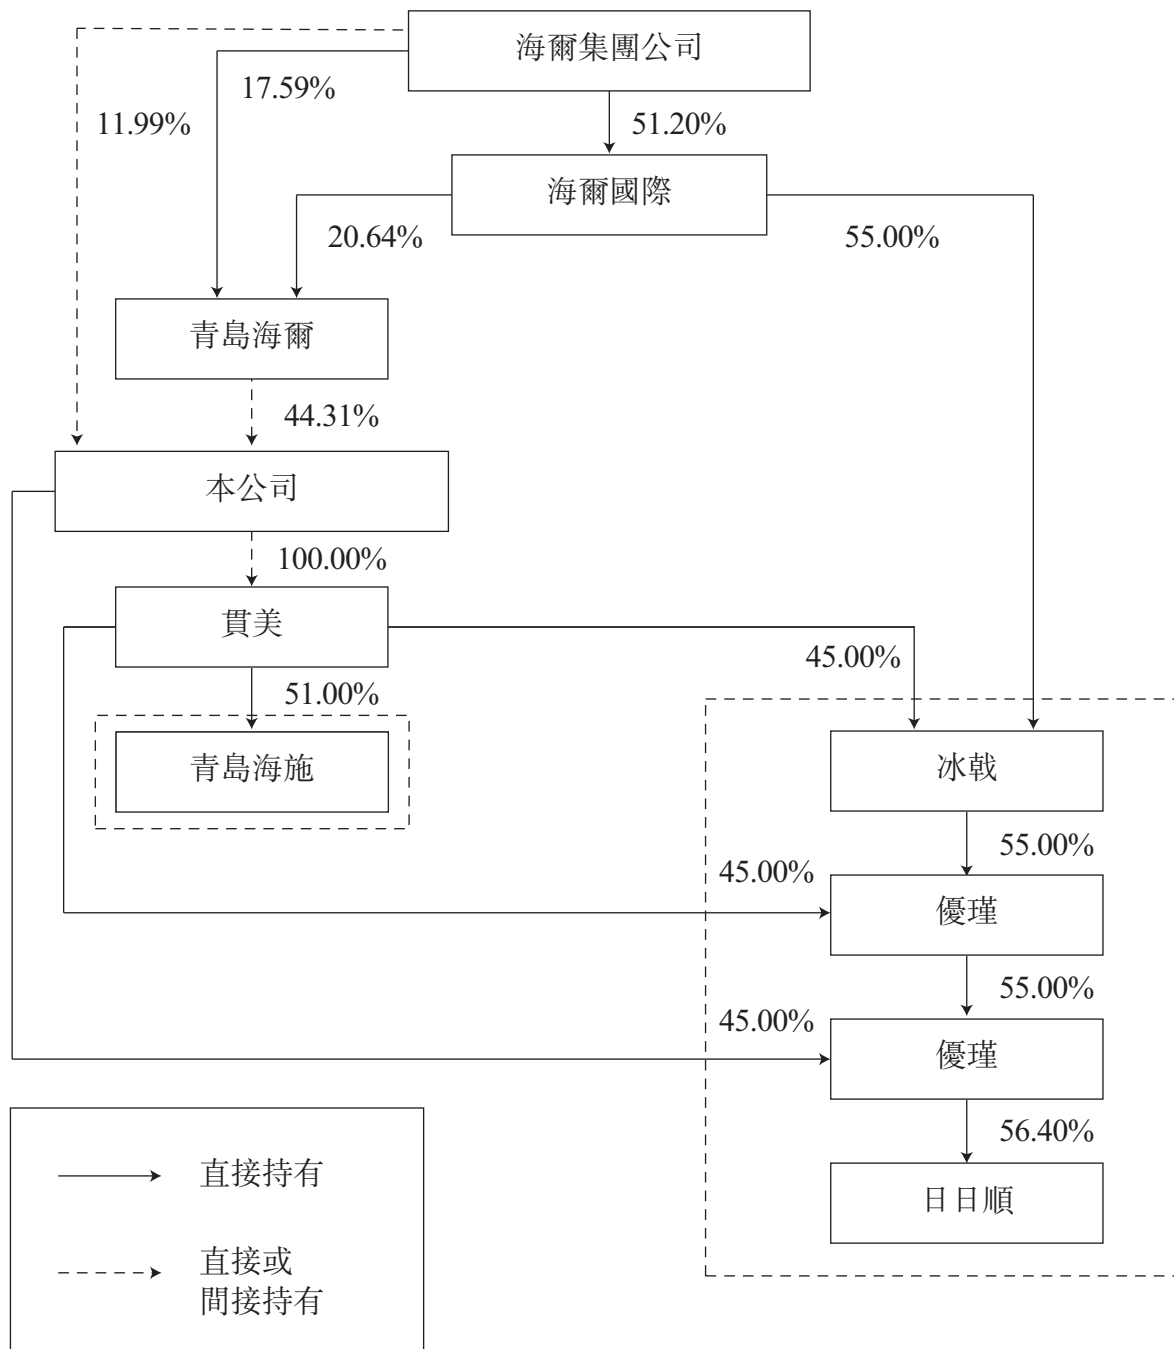 海爾集團公司
17.59%
11.99%
51.20%
海爾國際
20.64%
55.00%
青島海爾
44.31%
本公司
100.00%
貫美
45.00%
51.00%
青島海施
冰戟
55.00%
45.00%
優瑾
55.00%
45.00%
優瑾
56.40%
日日順
直接持有
直接或
間接持有